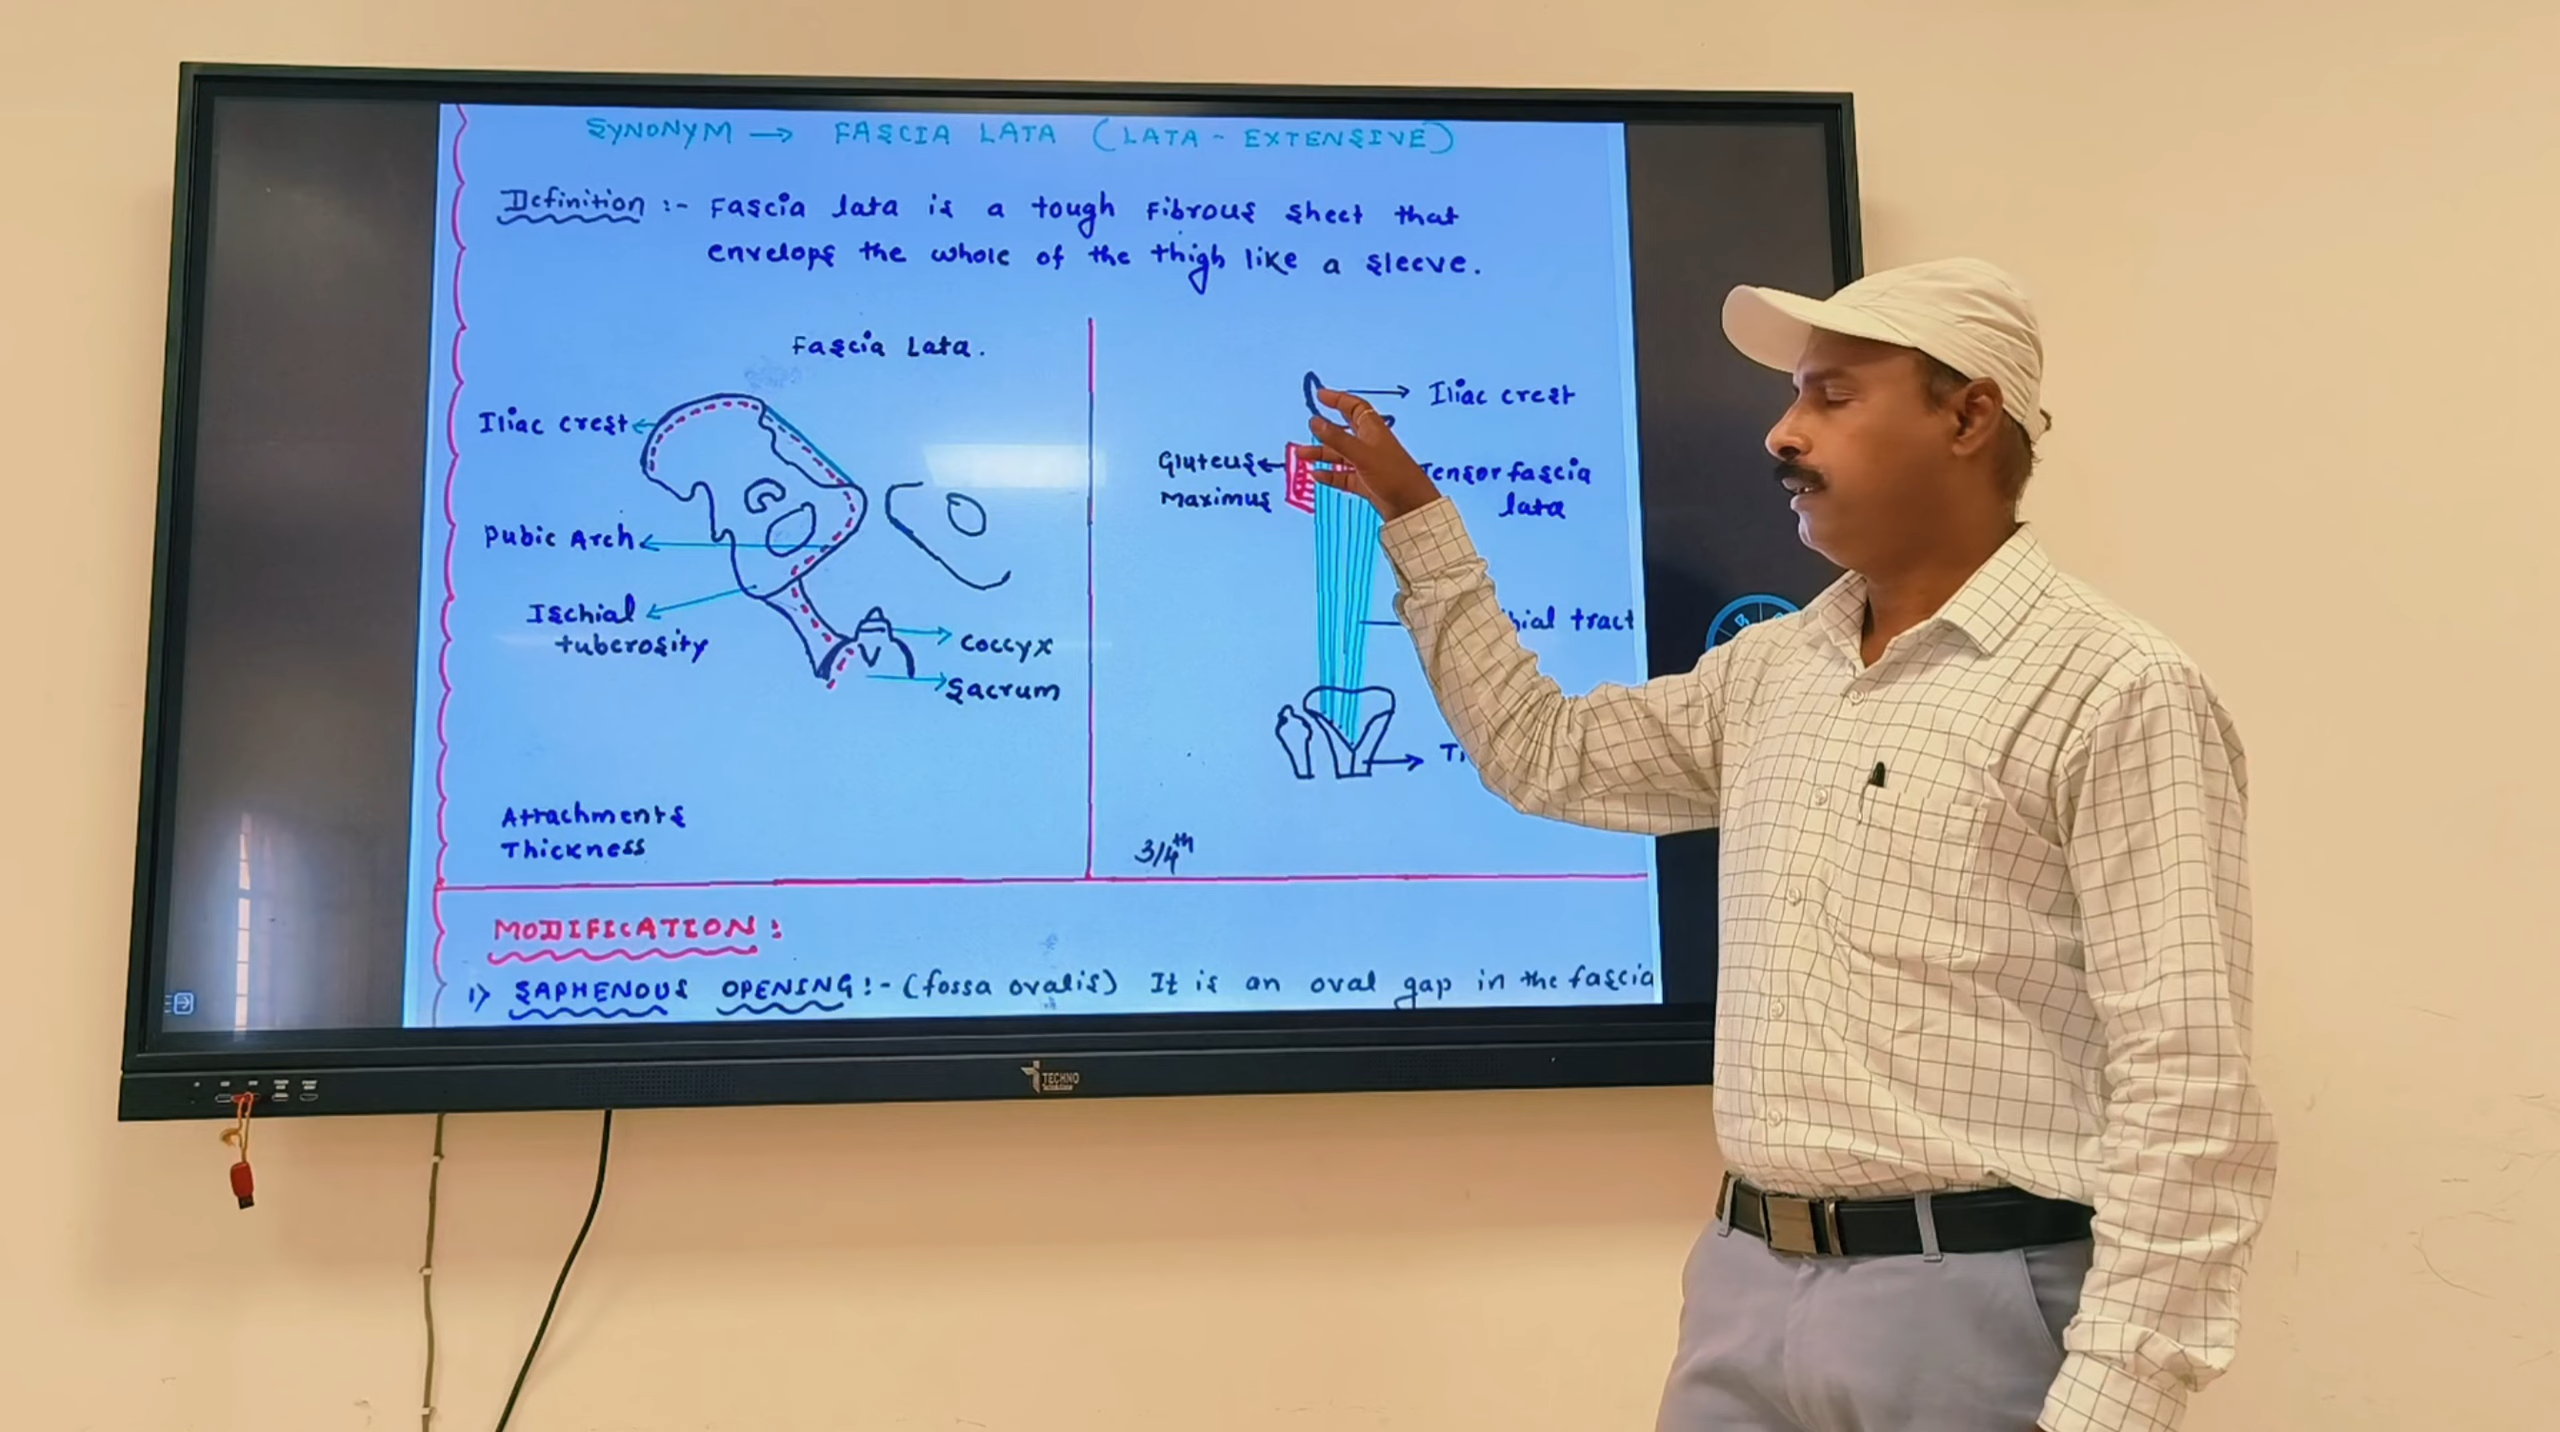 SYNONYM → FASCIA LATA (LATA - EXTENSIVE)
Definition :- Fascia lata is a tough Fibrous sheet that
envelops the whole of the thigh like a sleeve.
Fascia Lata.
Iliac crest
Pubic Arch
Ischial
tuberosity
Coccyx
Sacrum
Attachments
Thickness
Iliac crest
Gluteus
Maximus
Tensor fascia
lata
tract
3/4th
MODIFICATION :
1) SAPHENOUS OPENING :- (fossa ovalis) It is an oval gap in the fascia
TECHNO